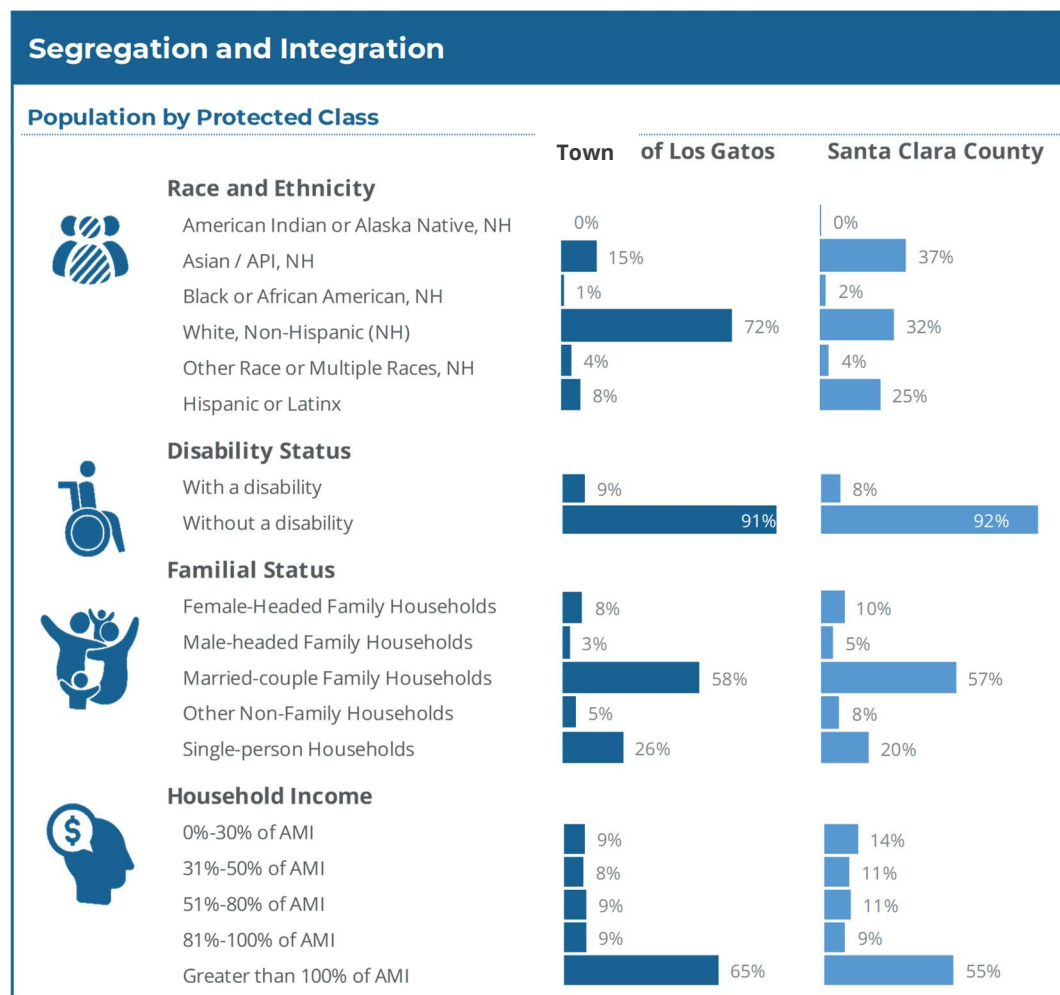 Segregation and Integration
Population by Protected Class
Town of Los Gatos Santa Clara County
Race and Ethnicity
American Indian or Alaska Native, NH 0% 0%
Asian / API, NH 15% 37%
Black or African American, NH 1% 2%
White, Non-Hispanic (NH) 72% 32%
Other Race or Multiple Races, NH 4% 4%
Hispanic or Latinx 8% 25%
Disability Status
With a disability 9% 8%
Without a disability 91% 92%
Familial Status
Female-Headed Family Households 8% 10%
Male-headed Family Households 3% 5%
Married-couple Family Households 58% 57%
Other Non-Family Households 5% 8%
Single-person Households 26% 20%
Household Income
$
0%-30% of AMI 9% 14%
31%-50% of AMI 8% 11%
51%-80% of AMI 9% 11%
81%-100% of AMI 9% 9%
Greater than 100% of AMI 65% 55%